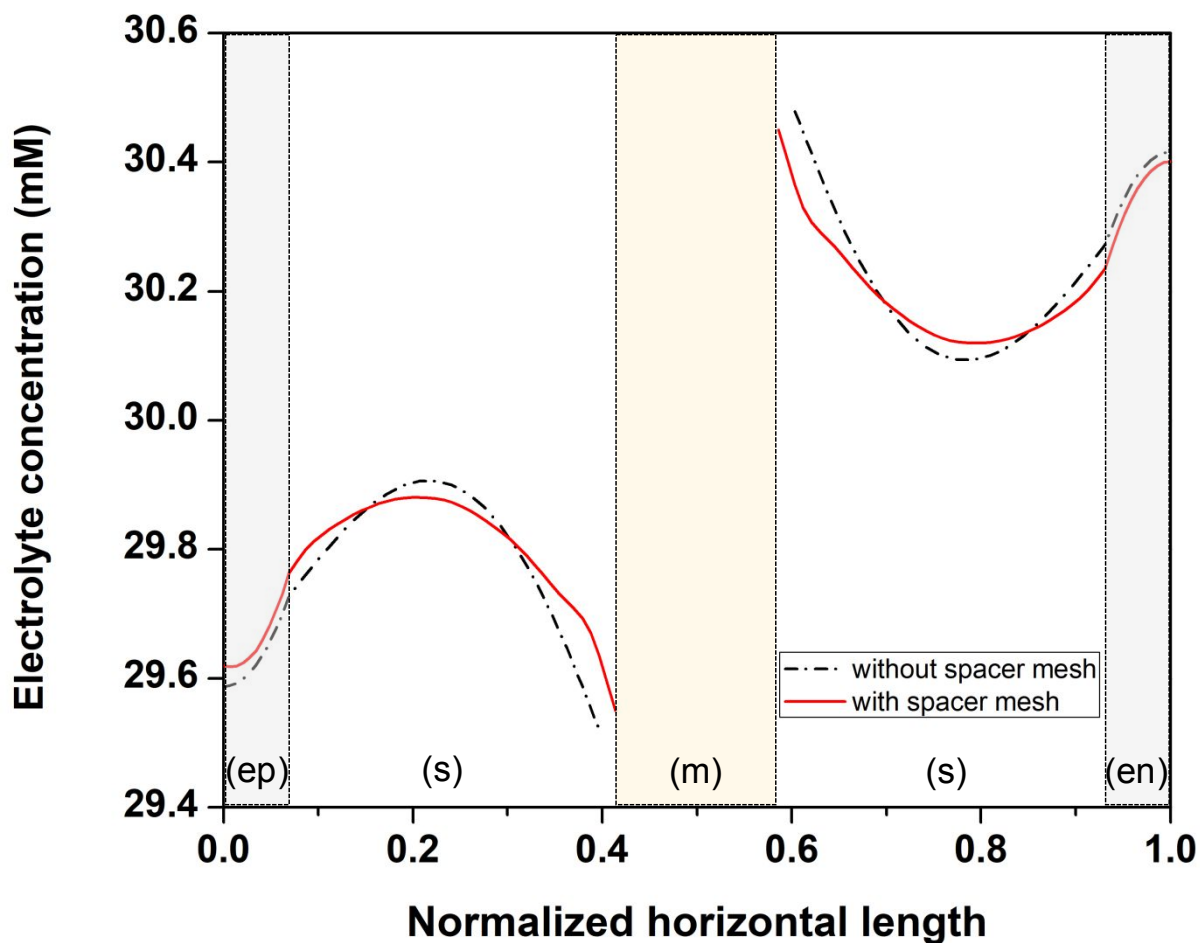 Electrolyte concentration (mM)
30.6
30.4
30.2
30.0
29.8
29.6
29.4
without spacer mesh
with spacer mesh
(ep)
(s)
(m)
(s)
(en)
0.0
0.2
0.4
0.6
0.8
1.0
Normalized horizontal length